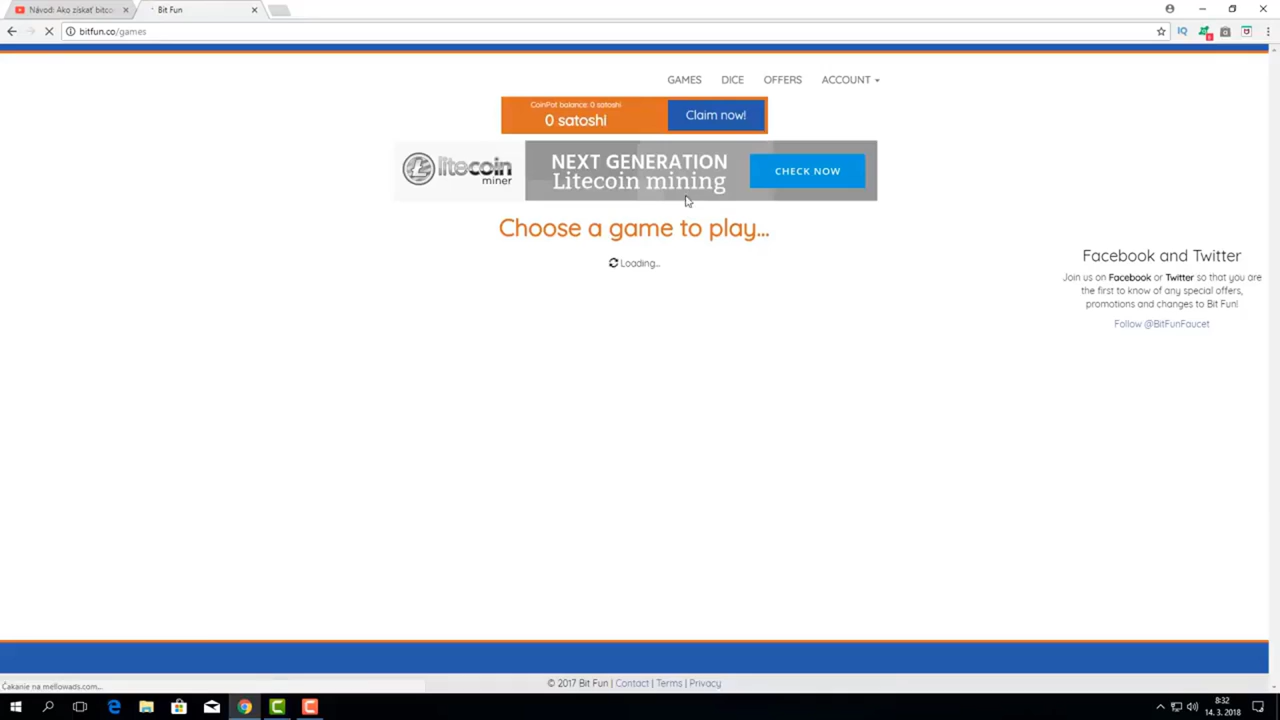 Návod: Ako získať bitco
Bit Fun
bitfun.co/games
GAMES
DICE
OFFERS
ACCOUNT
CoinPot balance: 0 satoshi
0 satoshi
Claim now!
litecoin
miner
NEXT GENERATION
Litecoin mining
CHECK NOW
Choose a game to play...
Loading...
Facebook and Twitter
Join us on Facebook or Twitter so that you are
the first to know of any special offers,
promotions and changes to Bit Fun!
Follow @BitFunFaucet
© 2017 Bit Fun | Contact | Terms | Privacy
Čakanie na mellowads.com...
8:32
14. 3. 2018